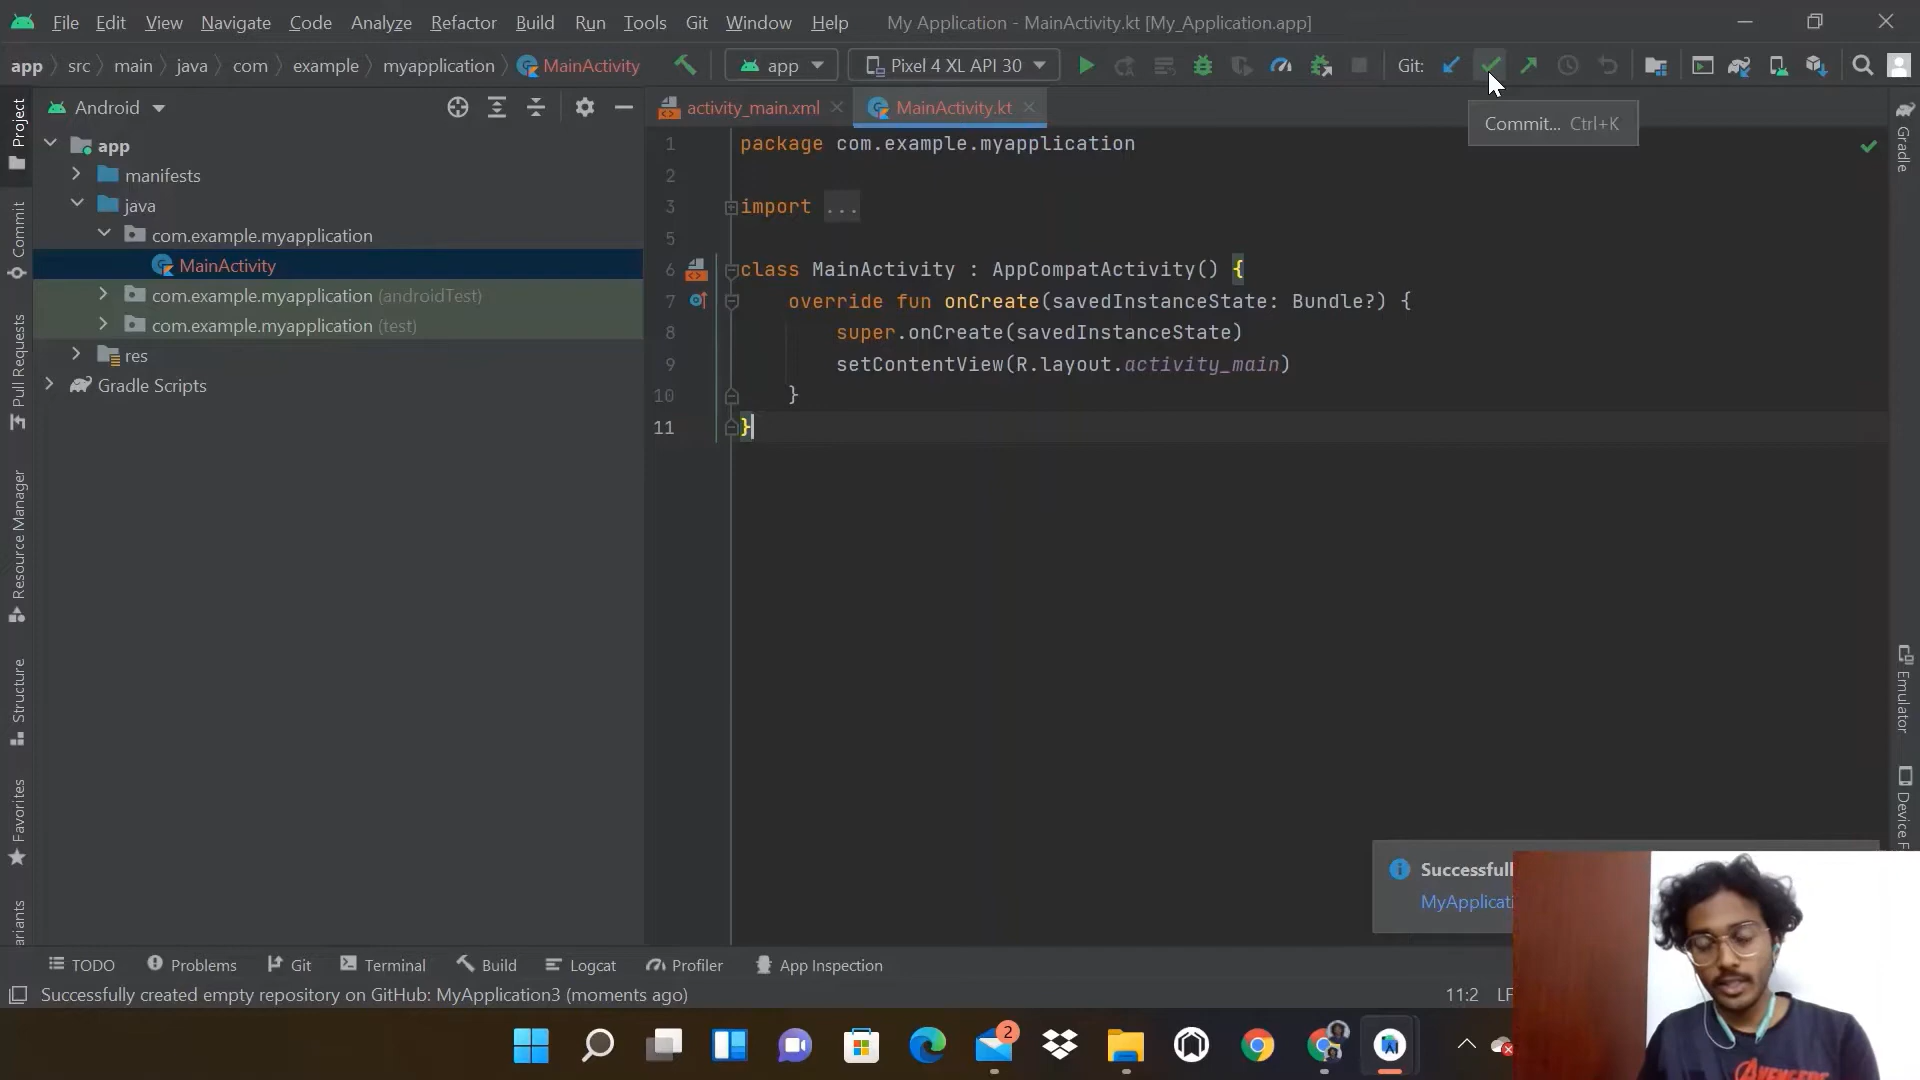 File Edit View Navigate Code Analyze Refactor Build Run Tools Git Window Help My Application - MainActivity.kt [My_Application.app]
app src main java com example myapplication MainActivity app Pixel 4 XL API 30 Git:
Android
activity_main.xml MainActivity.kt
Commit... Ctrl+K
app
manifests
java
com.example.myapplication
MainActivity
com.example.myapplication (androidTest)
com.example.myapplication (test)
res
Gradle Scripts
1 package com.example.myapplication
2
3 import ...
5
6 class MainActivity : AppCompatActivity() {
7 override fun onCreate(savedInstanceState: Bundle?) {
8 super.onCreate(savedInstanceState)
9 setContentView(R.layout.activity_main)
10 }
11 }
Project
Commit
Pull Requests
Resource Manager
Structure
Favorites
Gradle
Emulator
Device
TODO Problems Git Terminal Build Logcat Profiler App Inspection
Successfully created empty repository on GitHub: MyApplication3 (moments ago)
11:2
2
AVENGERS